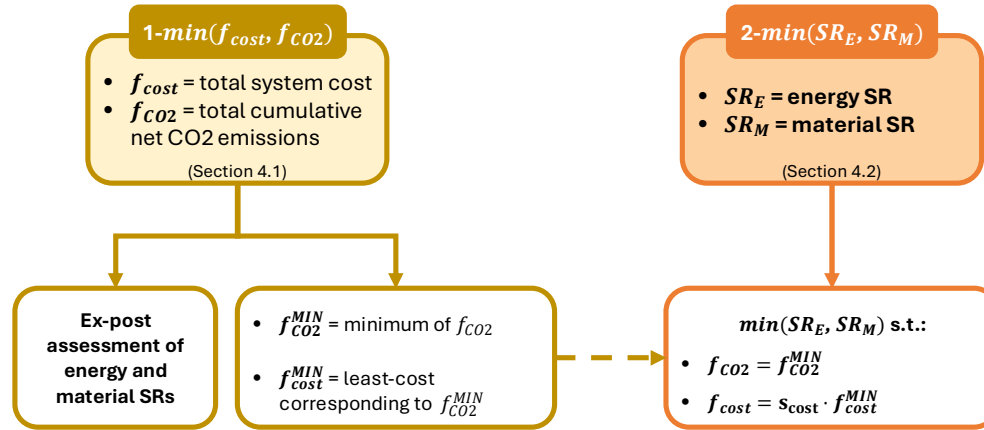 1-min(f_cost, f_CO2)
• f_cost = total system cost
• f_CO2 = total cumulative
net CO2 emissions
(Section 4.1)
2-min(SR_E, SR_M)
• SR_E = energy SR
• SR_M = material SR
(Section 4.2)
Ex-post
assessment of
energy and
material SRs
• f_CO2^MIN = minimum of f_CO2
• f_cost^MIN = least-cost
corresponding to f_CO2^MIN
min(SR_E, SR_M) s.t.:
• f_CO2 = f_CO2^MIN
• f_cost = s_cost · f_cost^MIN